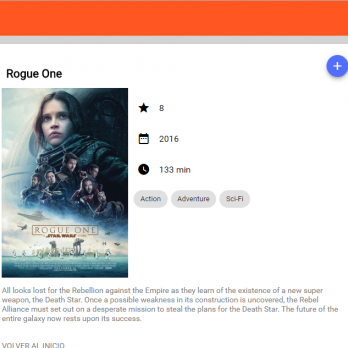 Rogue One
8
2016
133 min
Action Adventure Sci-Fi
ROGUE ONE
STAR WARS
All looks lost for the Rebellion against the Empire as they learn of the existence of a new super
weapon, the Death Star. Once a possible weakness in its construction is uncovered, the Rebel
Alliance must set out on a desperate mission to steal the plans for the Death Star. The future of the
entire galaxy now rests upon its success.
VOLVER AL INICIO